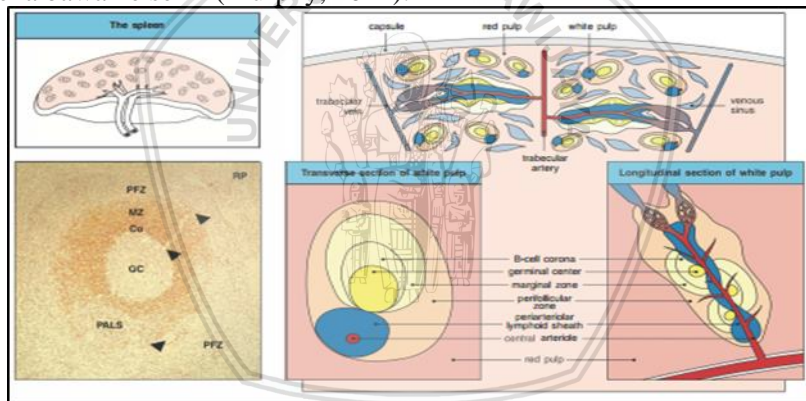 The spleen
capsule
red pulp
white pulp
trabecular
vein
venous
sinus
trabecular
artery
RP
PFZ
MZ
Co
GC
PALS
PFZ
Transverse section of white pulp
Longitudinal section of white pulp
B-cell corona
germinal center
marginal zone
perifollicular
zone
periarteriolar
lymphoid sheath
central arteriole
red pulp